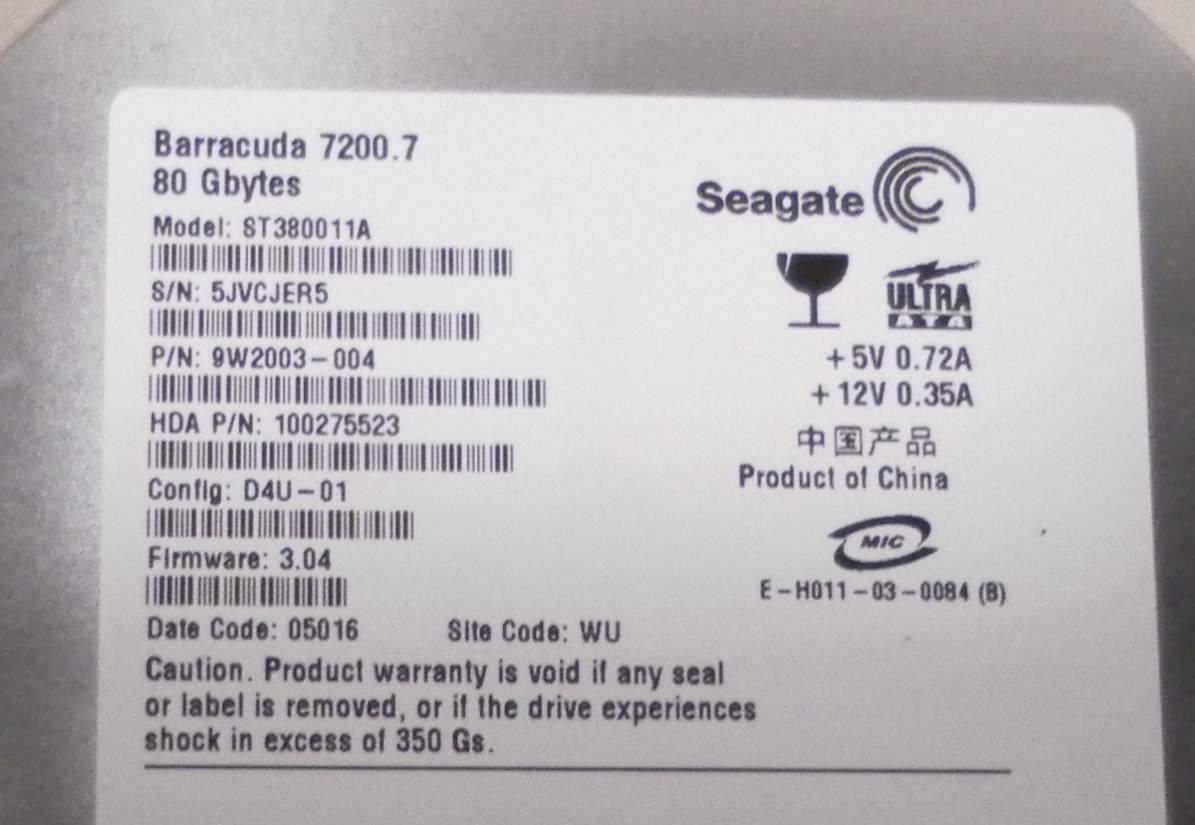 Barracuda 7200.7
80 Gbytes
Model: ST380011A
S/N: 5JVCJER5
P/N: 9W2003-004
HDA P/N: 100275523
Config: D4U-01
Firmware: 3.04
Date Code: 05016 Site Code: WU
Caution. Product warranty is void if any seal
or label is removed, or if the drive experiences
shock in excess of 350 Gs.
Seagate
ULTRA
ATA
+5V 0.72A
+12V 0.35A
中国产品
Product of China
MIC
E-H011-03-0084 (B)